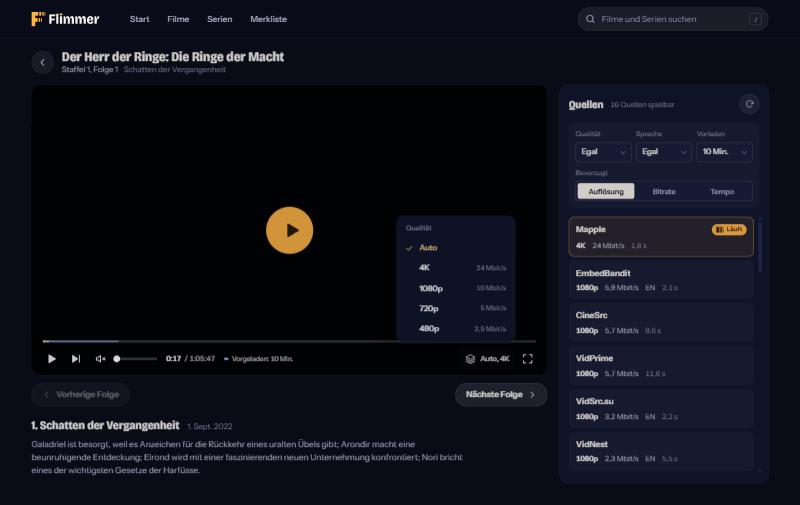 Flimmer
Start Filme Serien Merkliste
Filme und Serien suchen /
Der Herr der Ringe: Die Ringe der Macht
Staffel 1, Folge 1 · Schatten der Vergangenheit
Qualität
Auto
4K 24 Mbit/s
1080p 10 Mbit/s
720p 5 Mbit/s
480p 2,5 Mbit/s
0:17 / 1:05:47 Vorgeladen: 10 Min. Auto, 4K
Vorherige Folge Nächste Folge
1. Schatten der Vergangenheit 1. Sept. 2022
Galadriel ist besorgt, weil es Anzeichen für die Rückkehr eines uralten Übels gibt; Arondir macht eine
beunruhigende Entdeckung; Elrond wird mit einer faszinierenden neuen Unternehmung konfrontiert; Nori bricht
eines der wichtigsten Gesetze der Harfüsse.
Quellen 16 Quellen spielbar
Qualität Sprache Vorladen
Egal Egal 10 Min.
Bevorzugt
Auflösung Bitrate Tempo
Mapple Läuft
4K 24 Mbit/s 1,8 s
EmbedBandit
1080p 5,9 Mbit/s EN 2,1 s
CineSrc
1080p 5,7 Mbit/s 9,6 s
VidPrime
1080p 5,7 Mbit/s 11,6 s
VidSrc.su
1080p 3,2 Mbit/s EN 2,2 s
VidNest
1080p 2,3 Mbit/s EN 5,5 s